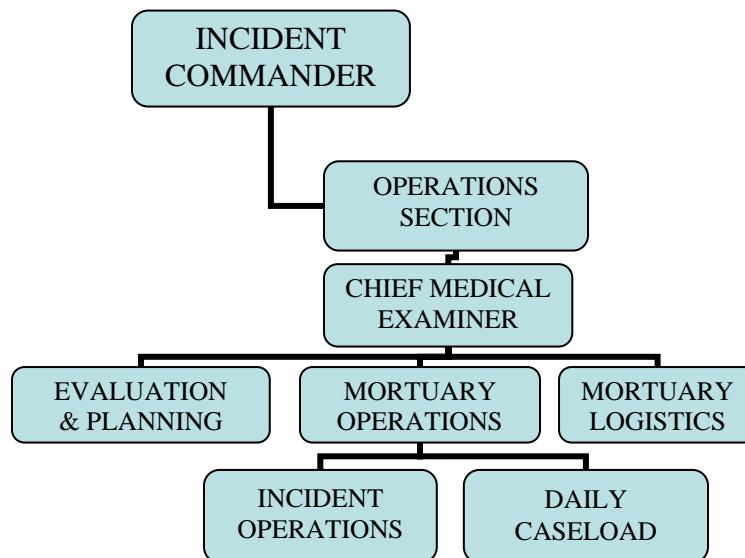 INCIDENT
COMMANDER
OPERATIONS
SECTION
CHIEF MEDICAL
EXAMINER
EVALUATION
& PLANNING
MORTUARY
OPERATIONS
MORTUARY
LOGISTICS
INCIDENT
OPERATIONS
DAILY
CASELOAD